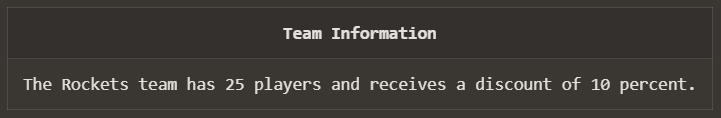 Team Information
The Rockets team has 25 players and receives a discount of 10 percent.